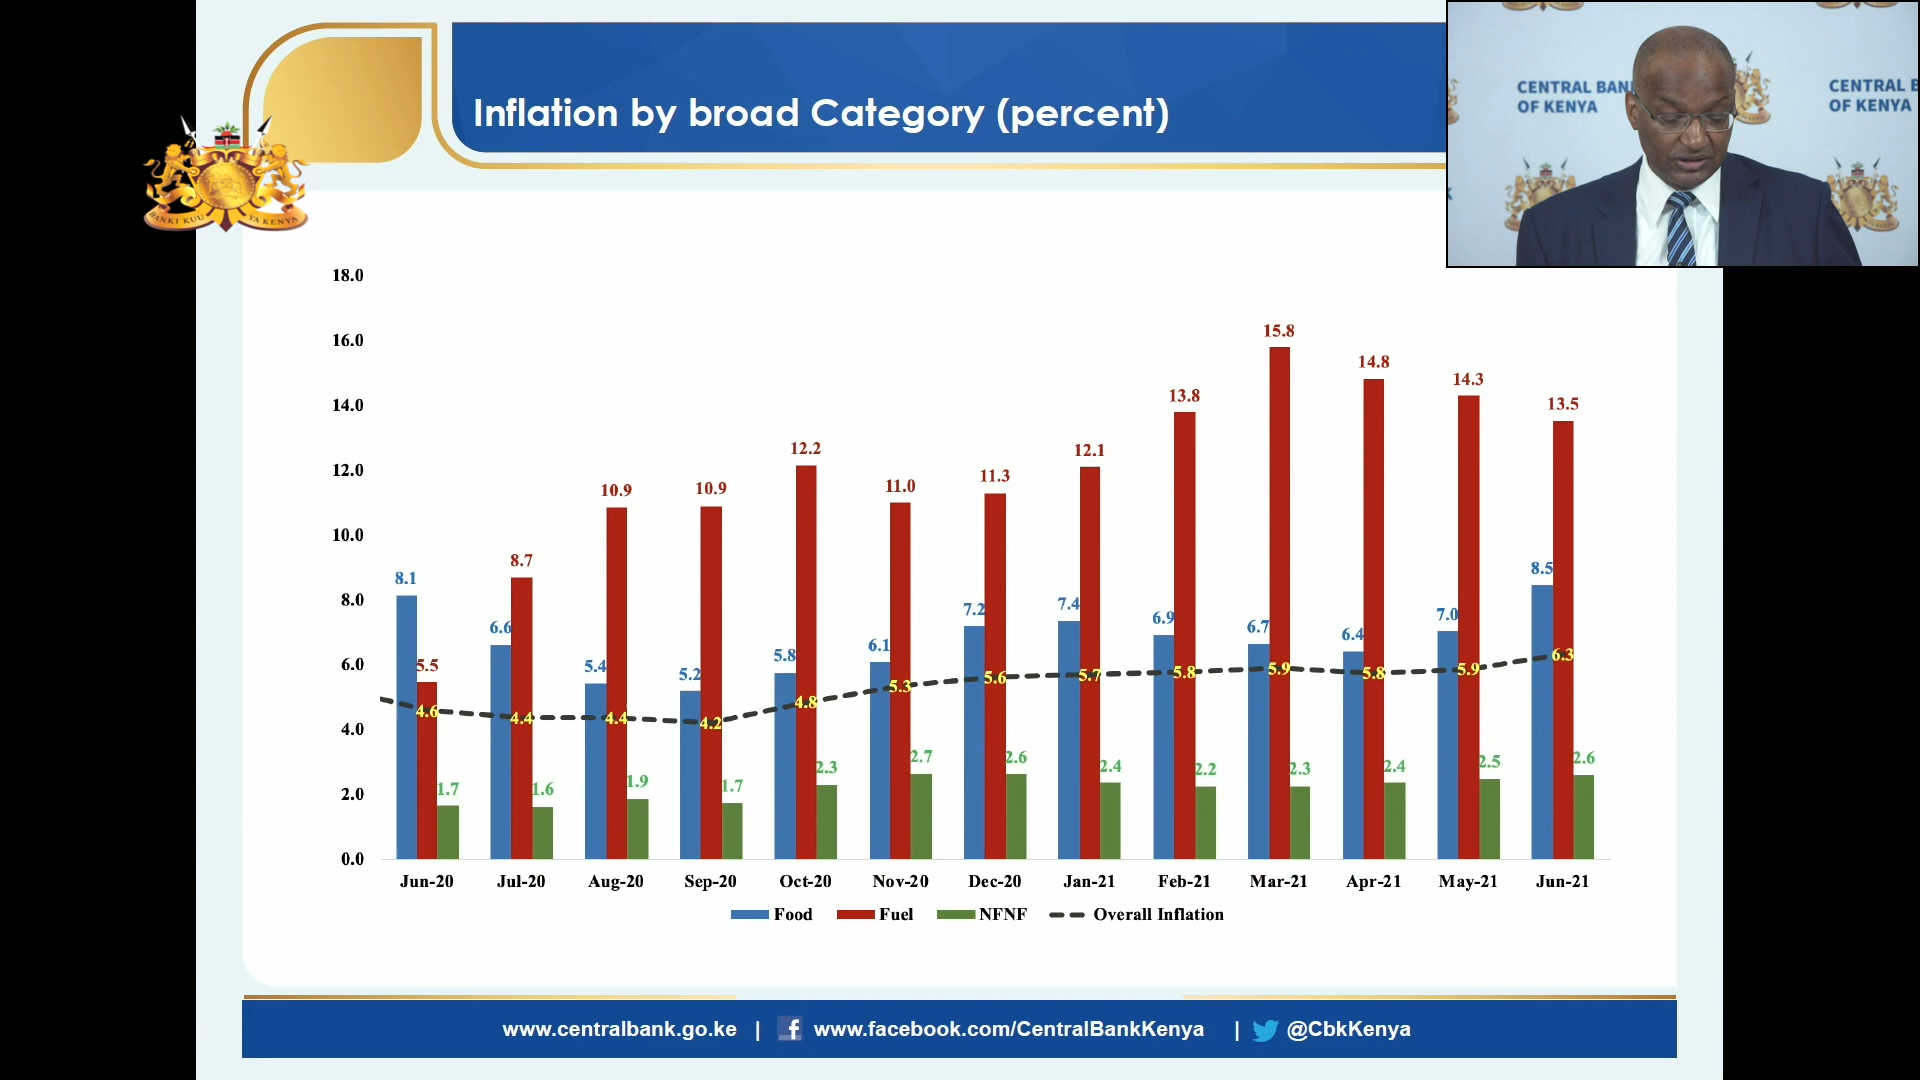 Inflation by broad Category (percent)
CENTRAL BANK
OF KENYA
CENTRAL B
OF KENYA
BANKI KUU YA KENYA
18.0
16.0
14.0
12.0
10.0
8.0
6.0
4.0
2.0
0.0
8.1 5.5 4.6 1.7
6.6 8.7 4.4 1.6
5.4 10.9 4.4 1.9
5.2 10.9 4.2 1.7
5.8 12.2 4.8 2.3
6.1 11.0 5.3 2.7
7.2 11.3 5.6 2.6
7.4 12.1 5.7 2.4
6.9 13.8 5.8 2.2
6.7 15.8 5.9 2.3
6.4 14.8 5.8 2.4
7.0 14.3 5.9 2.5
8.5 13.5 6.3 2.6
Jun-20 Jul-20 Aug-20 Sep-20 Oct-20 Nov-20 Dec-20 Jan-21 Feb-21 Mar-21 Apr-21 May-21 Jun-21
Food Fuel NFNF Overall Inflation
www.centralbank.go.ke | f www.facebook.com/CentralBankKenya | @CbkKenya